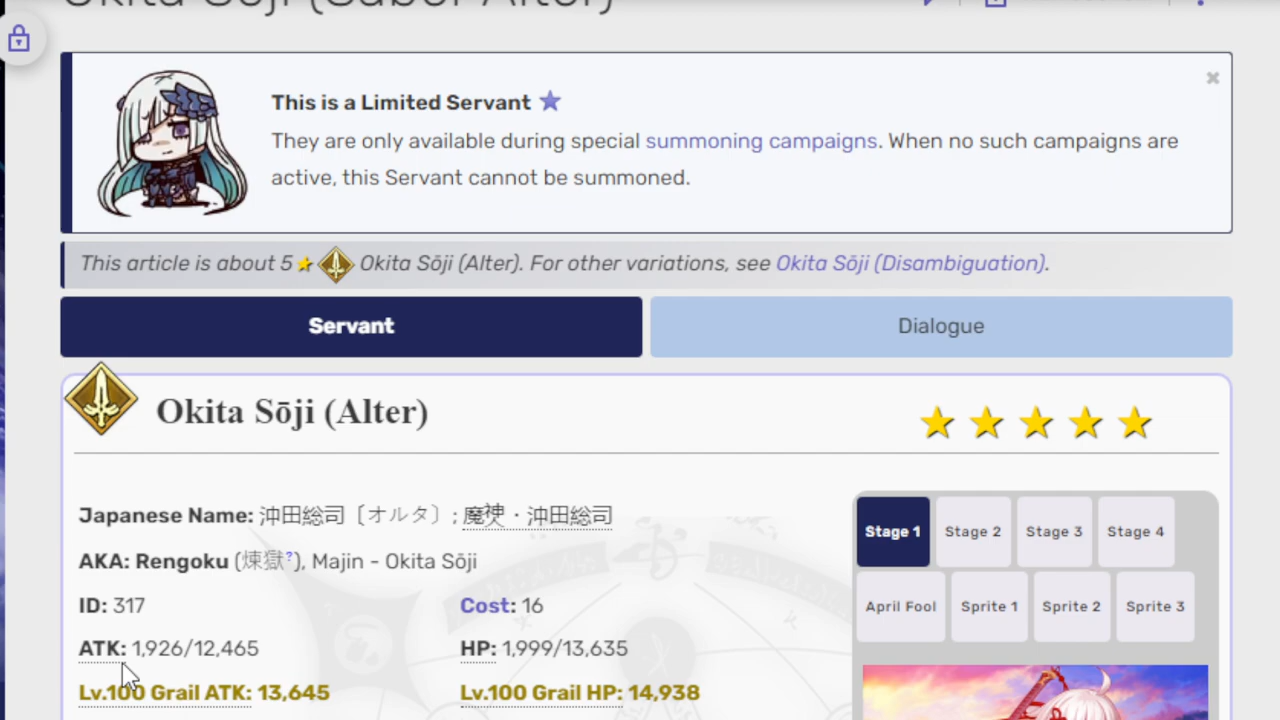 Okita Sōji (Saber Alter)
This is a Limited Servant
They are only available during special summoning campaigns. When no such campaigns are
active, this Servant cannot be summoned.
This article is about 5 Okita Sōji (Alter). For other variations, see Okita Sōji (Disambiguation).
Servant
Dialogue
Okita Sōji (Alter)
Japanese Name: 沖田総司〔オルタ〕; 魔神・沖田総司
AKA: Rengoku (煉獄?), Majin - Okita Sōji
ID: 317
Cost: 16
ATK: 1,926/12,465
HP: 1,999/13,635
Lv.100 Grail ATK: 13,645
Lv.100 Grail HP: 14,938
Stage 1
Stage 2
Stage 3
Stage 4
April Fool
Sprite 1
Sprite 2
Sprite 3